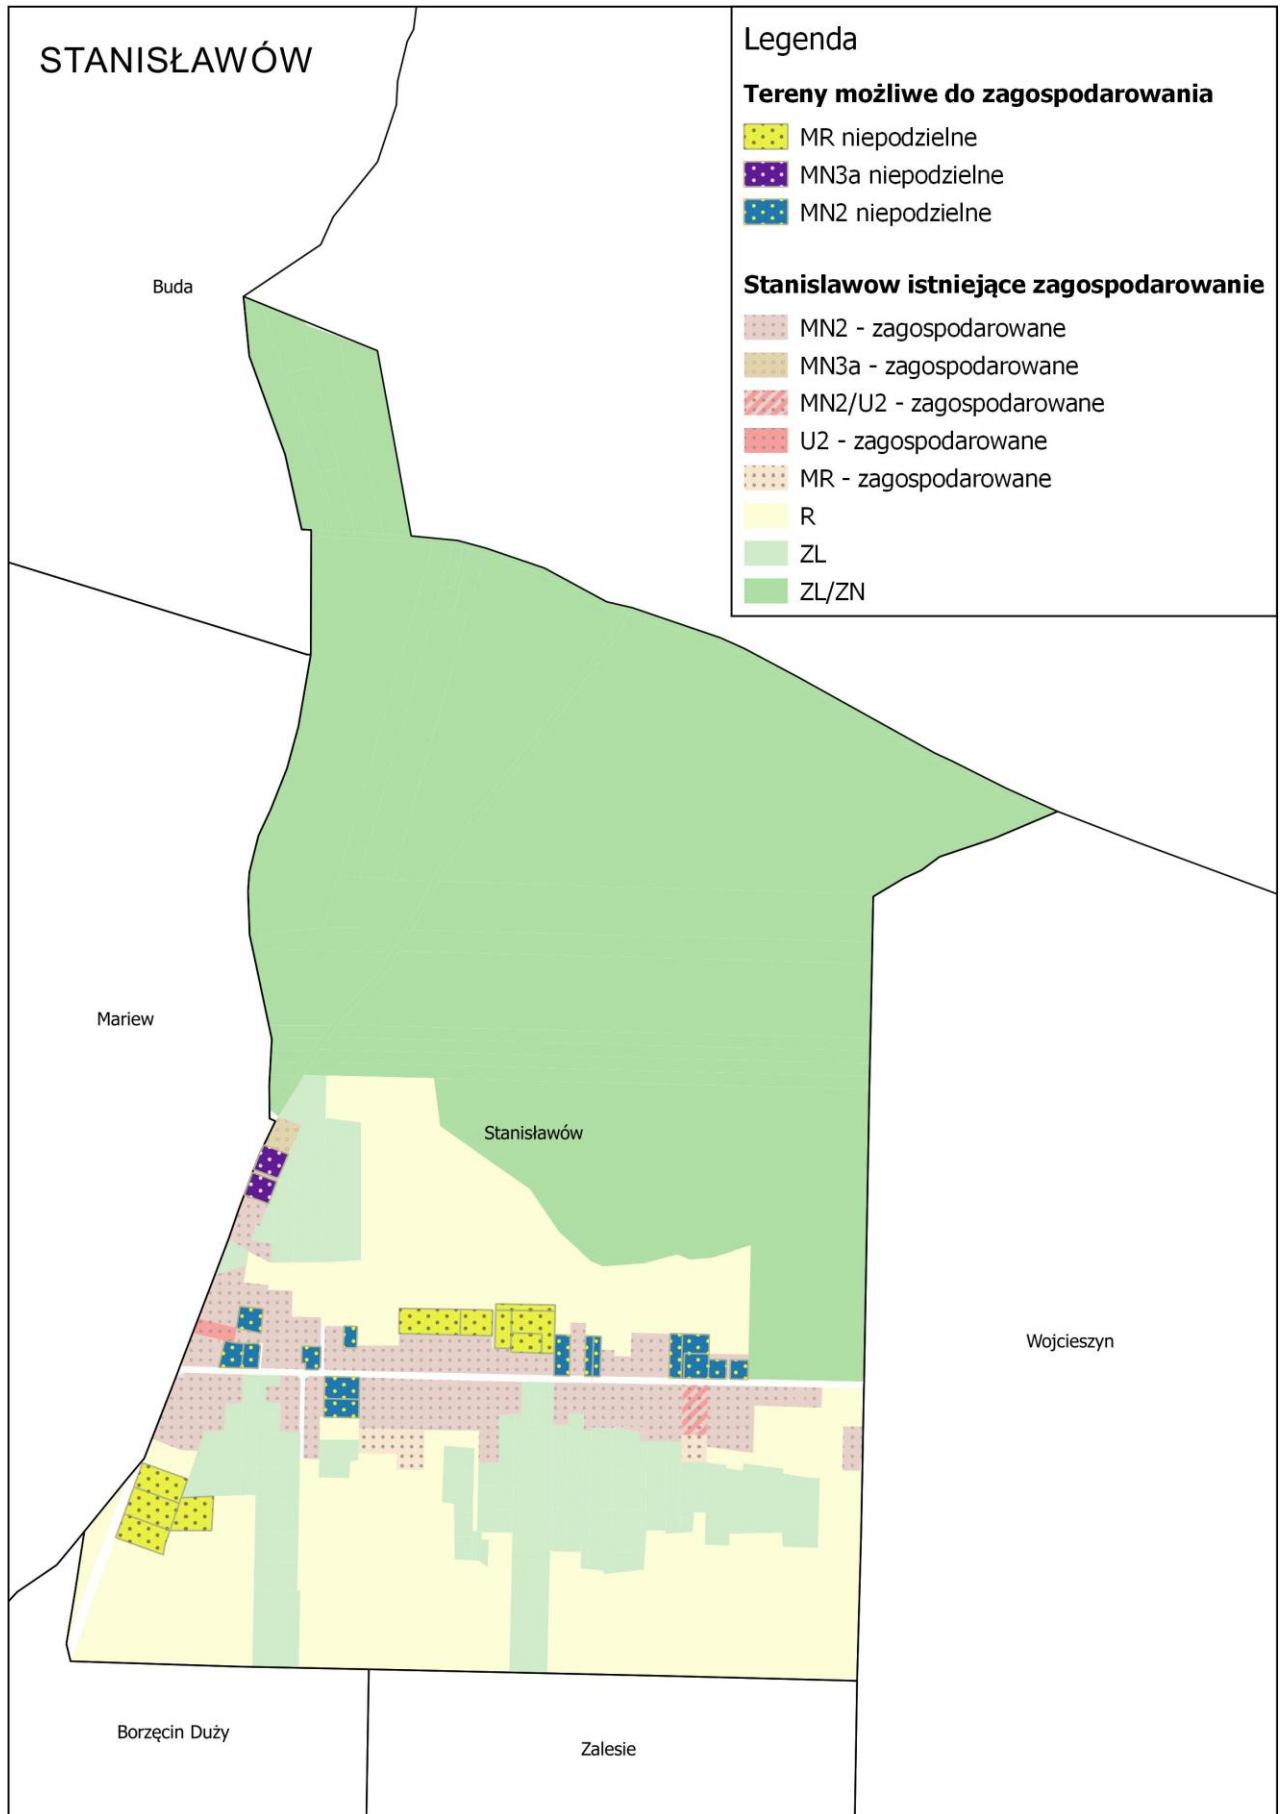 STANISŁAWÓW
Legenda
Tereny możliwe do zagospodarowania
MR niepodzielne
MN3a niepodzielne
MN2 niepodzielne
Stanislawow istniejące zagospodarowanie
MN2 - zagospodarowane
MN3a - zagospodarowane
MN2/U2 - zagospodarowane
U2 - zagospodarowane
MR - zagospodarowane
R
ZL
ZL/ZN
Buda
Mariew
Stanisławów
Wojcieszyn
Borzęcin Duży
Zalesie